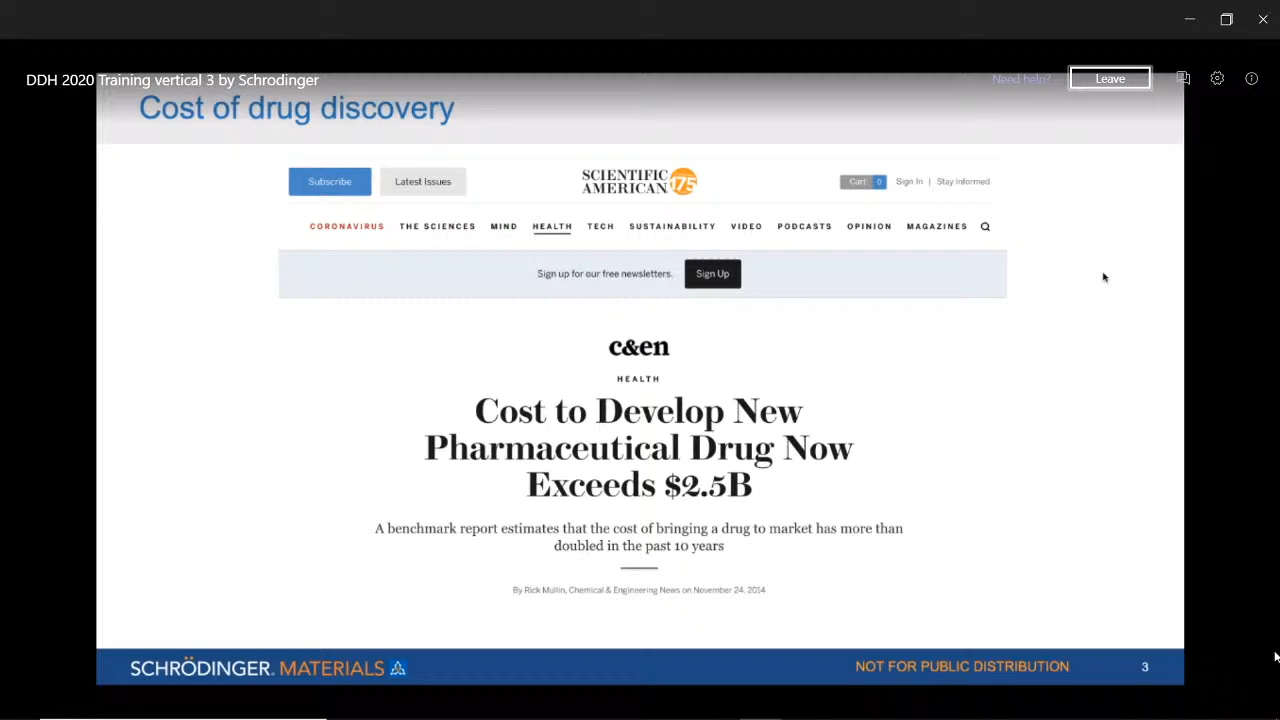 DDH 2020 Training vertical 3 by Schrodinger
Need help?
Leave
Cost of drug discovery
Subscribe
Latest Issues
SCIENTIFIC
AMERICAN 175
Cart 0
Sign In | Stay Informed
CORONAVIRUS THE SCIENCES MIND HEALTH TECH SUSTAINABILITY VIDEO PODCASTS OPINION MAGAZINES
Sign up for our free newsletters. Sign Up
c&en
HEALTH
Cost to Develop New
Pharmaceutical Drug Now
Exceeds $2.5B
A benchmark report estimates that the cost of bringing a drug to market has more than
doubled in the past 10 years
By Rick Mullin, Chemical & Engineering News on November 24, 2014
SCHRÖDINGER. MATERIALS
NOT FOR PUBLIC DISTRIBUTION
3